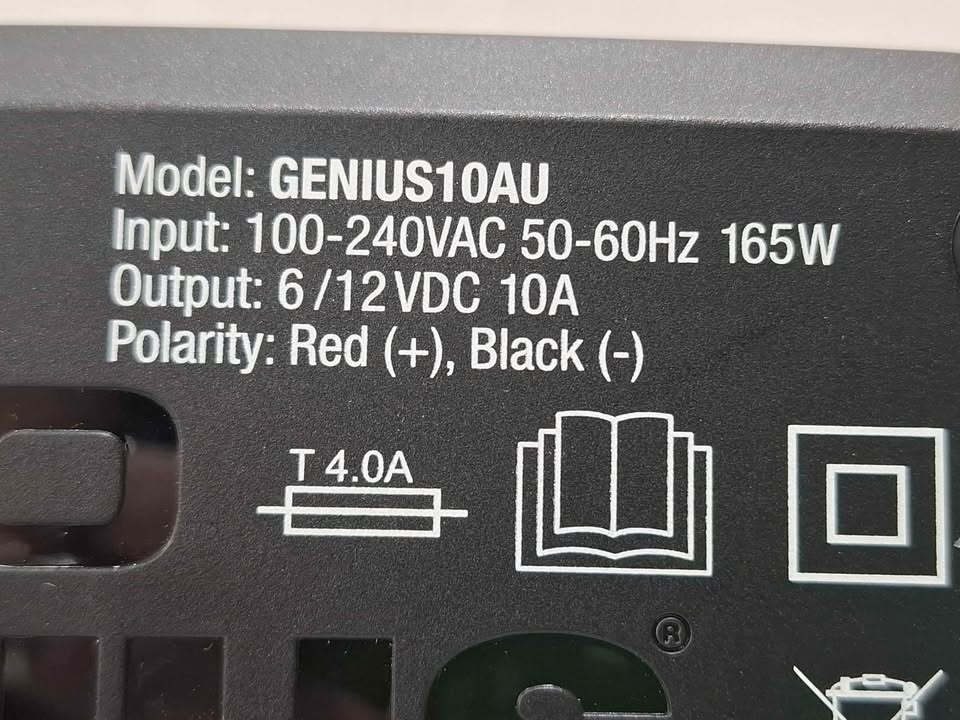 Model: GENIUS10AU
Input: 100-240VAC 50-60Hz 165W
Output: 6/12VDC 10A
Polarity: Red (+), Black (-)
T 4.0A
®